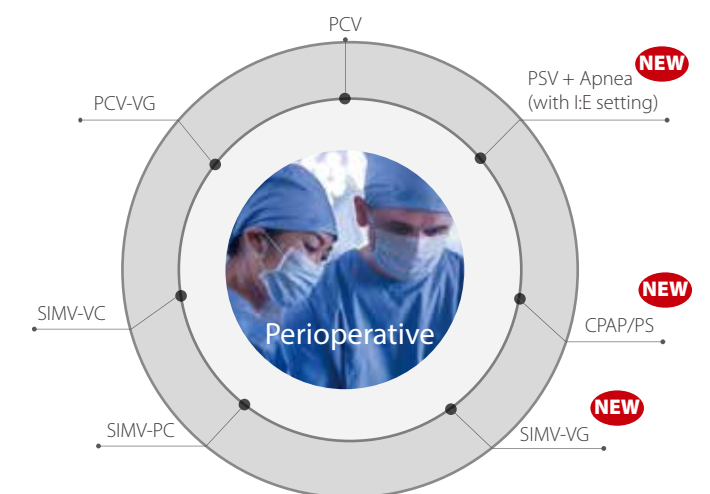 PCV
NEW
PSV + Apnea
(with I:E setting)
PCV-VG
NEW
SIMV-VC
CPAP/PS
Perioperative
NEW
SIMV-PC
SIMV-VG